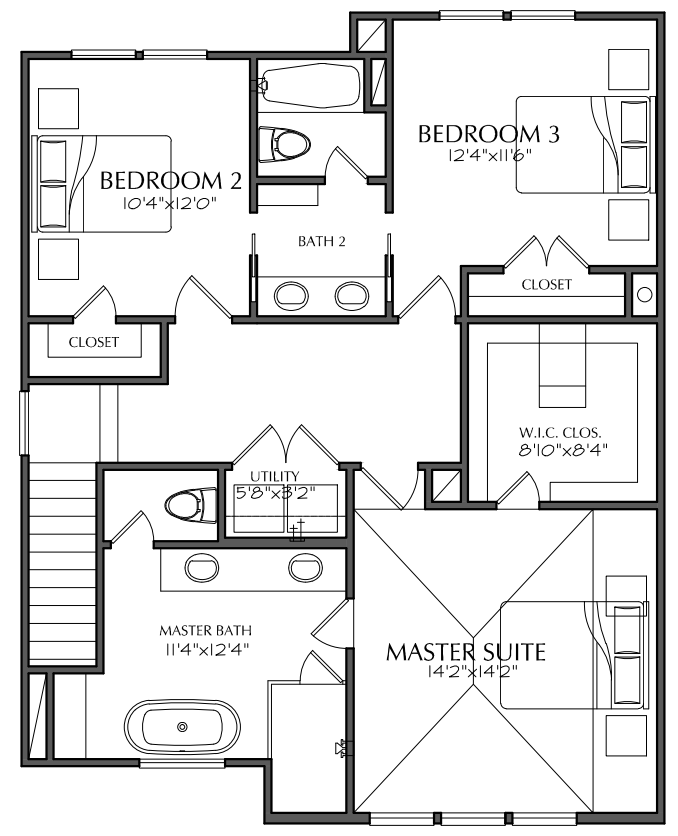 BEDROOM 3
12'4"x11'6"
BEDROOM 2
10'4"x12'0"
BATH 2
CLOSET
CLOSET
W.I.C. CLOS.
8'10"x8'4"
UTILITY
5'8"x3'2"
MASTER BATH
11'4"x12'4"
MASTER SUITE
14'2"x14'2"